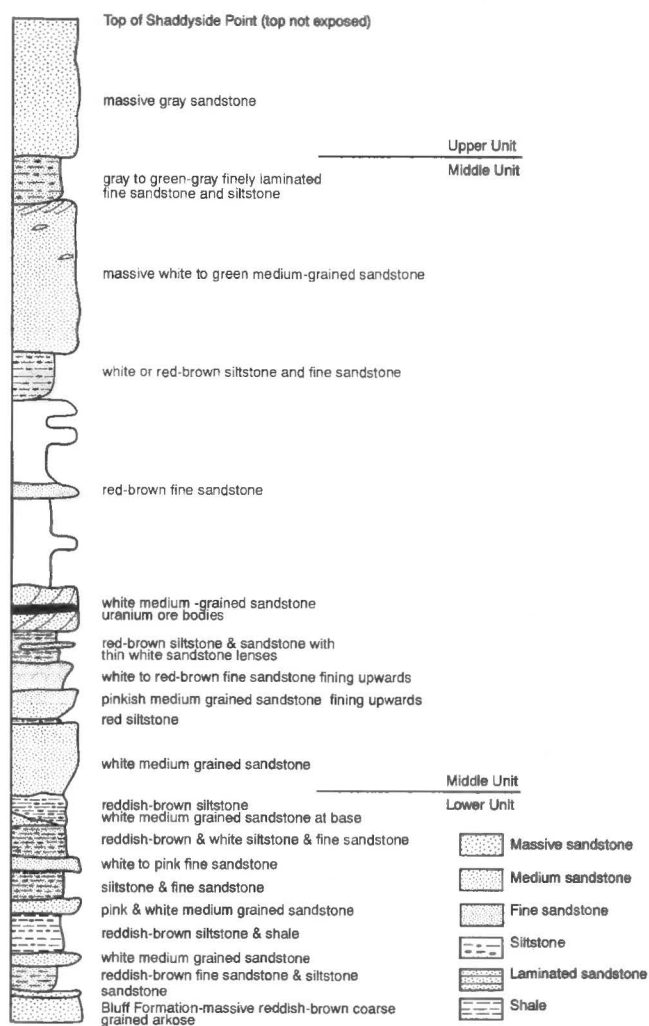 Top of Shaddyside Point (top not exposed)
massive gray sandstone
Upper Unit
Middle Unit
gray to green-gray finely laminated
fine sandstone and siltstone
massive white to green medium-grained sandstone
white or red-brown siltstone and fine sandstone
red-brown fine sandstone
white medium -grained sandstone
uranium ore bodies
red-brown siltstone & sandstone with
thin white sandstone lenses
white to red-brown fine sandstone fining upwards
pinkish medium grained sandstone fining upwards
red siltstone
white medium grained sandstone
Middle Unit
Lower Unit
reddish-brown siltstone
white medium grained sandstone at base
reddish-brown & white siltstone & fine sandstone
white to pink fine sandstone
siltstone & fine sandstone
pink & white medium grained sandstone
reddish-brown siltstone & shale
white medium grained sandstone
reddish-brown fine sandstone & siltstone
sandstone
Bluff Formation-massive reddish-brown coarse
grained arkose
Massive sandstone
Medium sandstone
Fine sandstone
Siltstone
Laminated sandstone
Shale